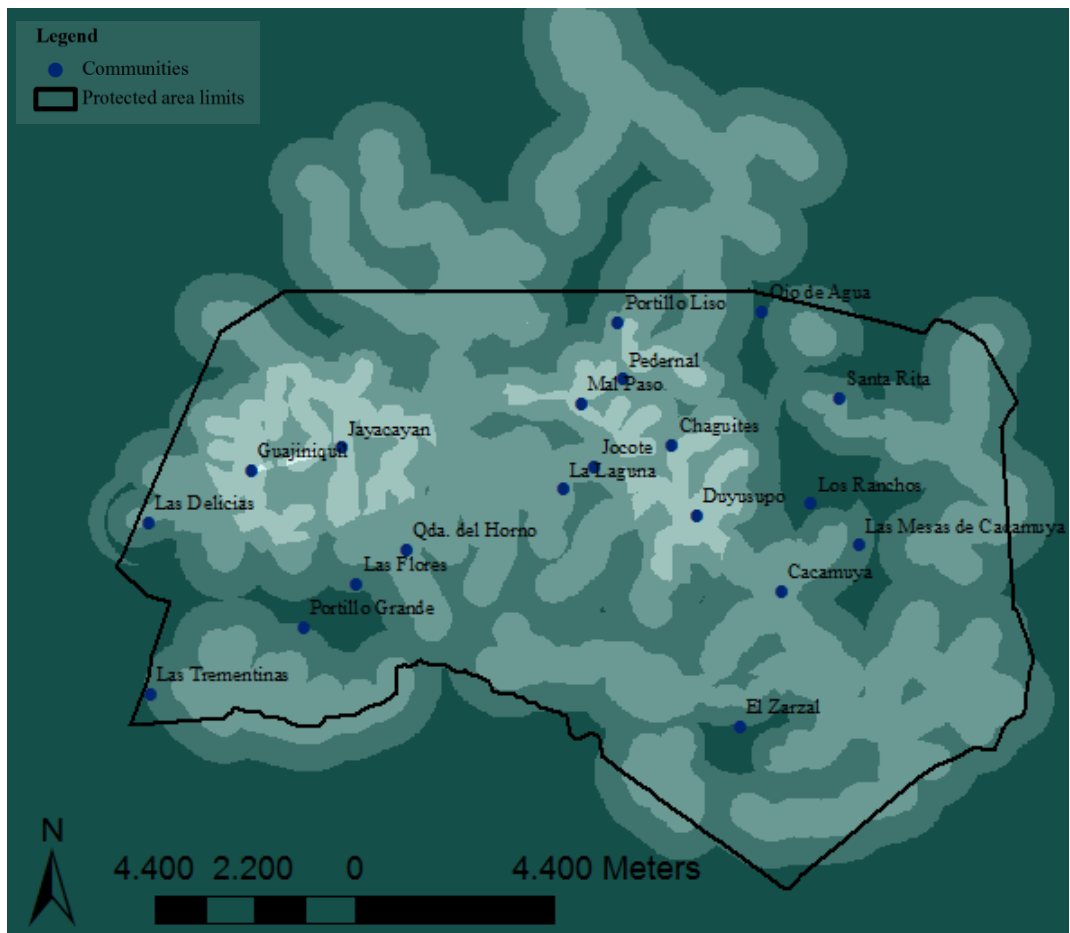 Legend
Communities
Protected area limits
Ojo de Agua
Portillo Liso
Pedernal
Santa Rita
Mal Paso.
Jayacayan
Chaguites
Guajiniquil
Jocote
La Laguna
Las Delicias
Duyusupo
Los Ranchos
Qda. del Horno
Las Mesas de Cacamuya
Las Flores
Cacamuya
Portillo Grande
Las Trementinas
El Zarzal
N
4.400 2.200 0 4.400 Meters